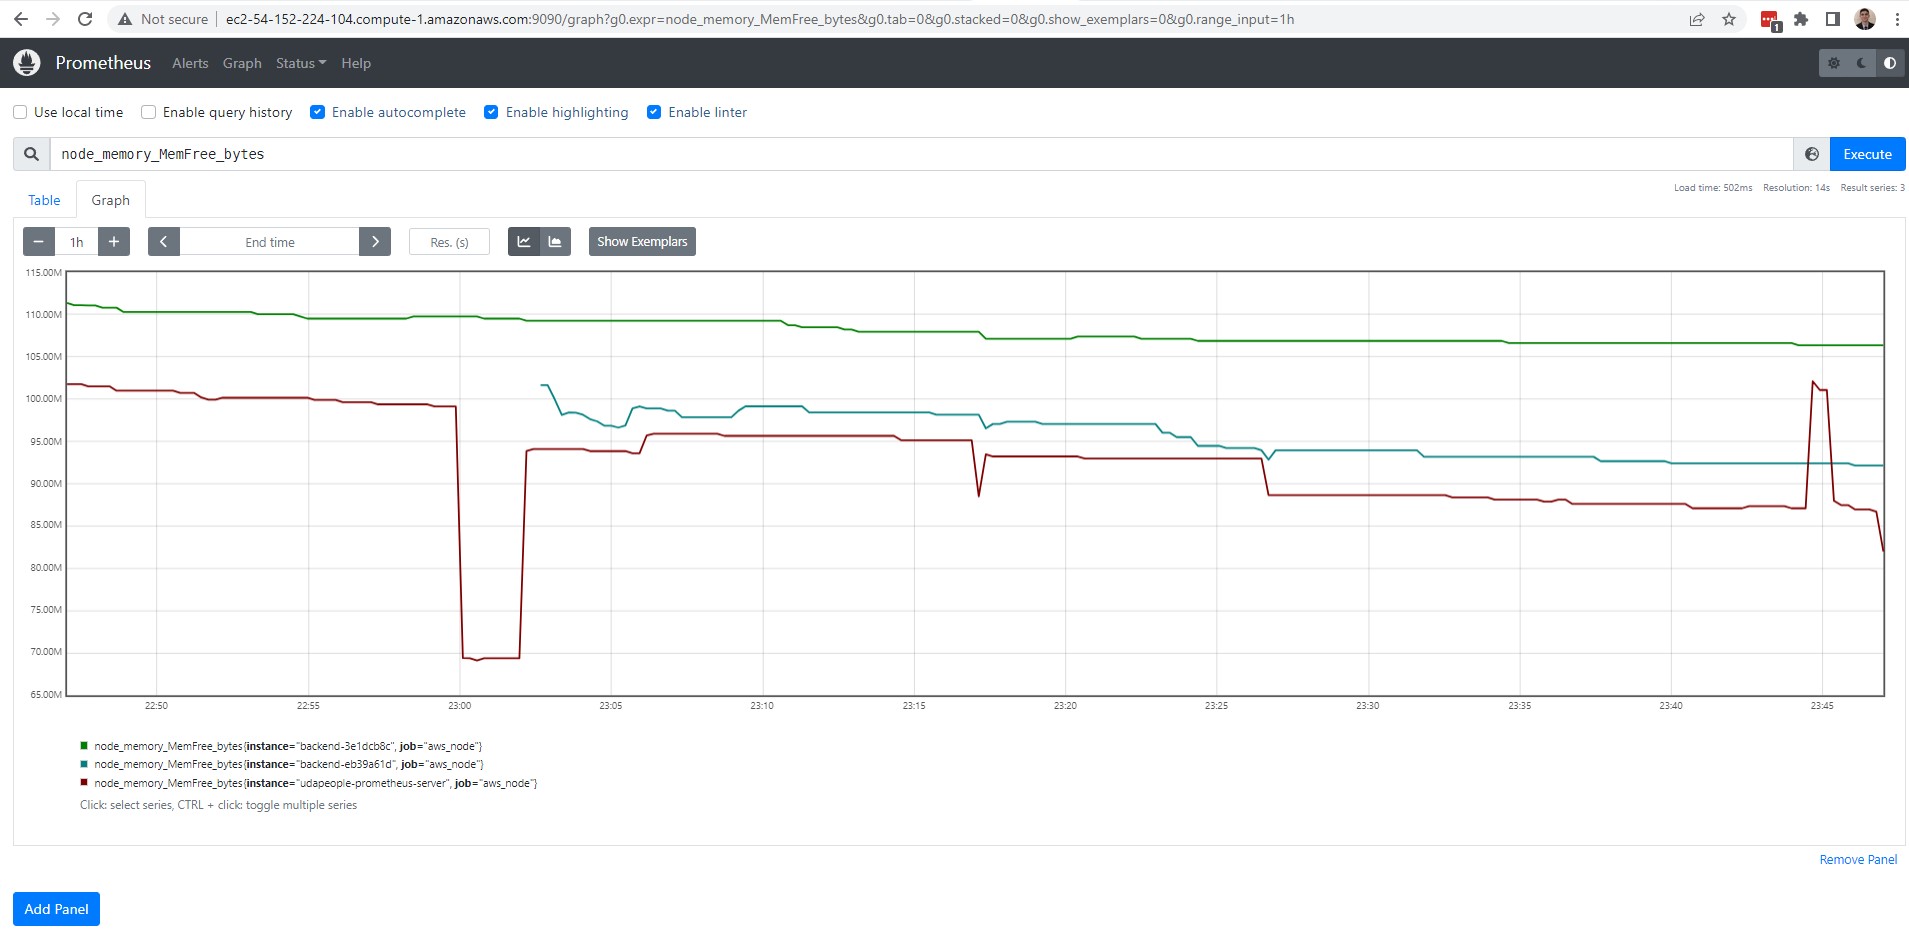 Not secure | ec2-54-152-224-104.compute-1.amazonaws.com:9090/graph?g0.expr=node_memory_MemFree_bytes&g0.tab=0&g0.stacked=0&g0.show_exemplars=0&g0.range_input=1h
1
Prometheus Alerts Graph Status Help
Use local time Enable query history Enable autocomplete Enable highlighting Enable linter
node_memory_MemFree_bytes Execute
Load time: 502ms Resolution: 14s Result series: 3
Table Graph
− 1h + End time Res. (s) Show Exemplars
115.00M
110.00M
105.00M
100.00M
95.00M
90.00M
85.00M
80.00M
75.00M
70.00M
65.00M
22:50 22:55 23:00 23:05 23:10 23:15 23:20 23:25 23:30 23:35 23:40 23:45
node_memory_MemFree_bytes{instance="backend-3e1dcb8c", job="aws_node"}
node_memory_MemFree_bytes{instance="backend-eb39a61d", job="aws_node"}
node_memory_MemFree_bytes{instance="udapeople-prometheus-server", job="aws_node"}
Click: select series, CTRL + click: toggle multiple series
Remove Panel
Add Panel